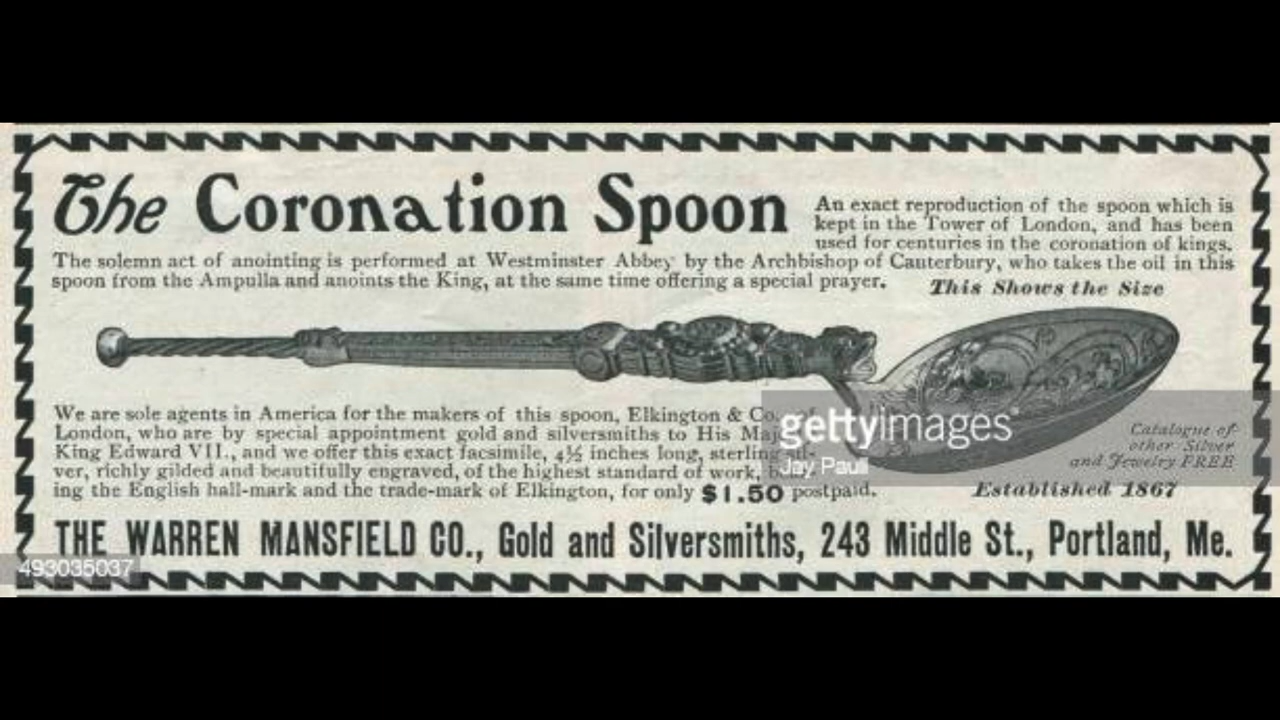 The Coronation Spoon
An exact reproduction of the spoon which is
kept in the Tower of London, and has been
used for centuries in the coronation of kings.
The solemn act of anointing is performed at Westminster Abbey by the Archbishop of Canterbury, who takes the oil in this
spoon from the Ampulla and anoints the King, at the same time offering a special prayer.
This Shows the Size
We are sole agents in America for the makers of this spoon, Elkington & Co.
London, who are by special appointment gold and silversmiths to His
King Edward VII., and we offer this exact facsimile, 4½ inches long, sterling sil-
ver, richly gilded and beautifully engraved, of the highest standard of work,
ing the English hall-mark and the trade-mark of Elkington, for only $1.50 postpaid.
gettyimages
Jay Paull
Catalogue of
other Silver
and Jewelry FREE
Established 1867
THE WARREN MANSFIELD CO., Gold and Silversmiths, 243 Middle St., Portland, Me.
493035037